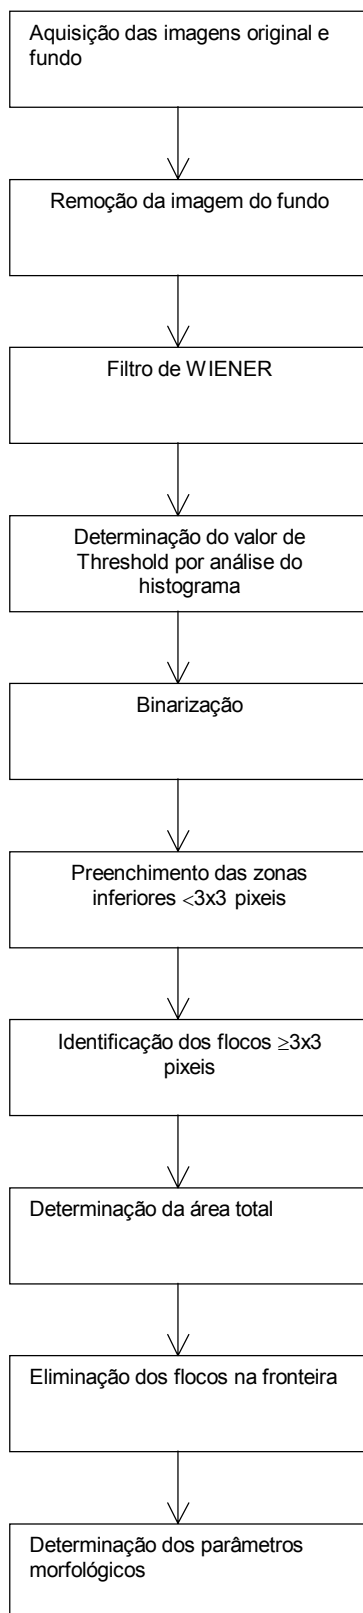 Aquisição das imagens original e
fundo
Remoção da imagem do fundo
Filtro de WIENER
Determinação do valor de
Threshold por análise do
histograma
Binarização
Preenchimento das zonas
inferiores <3x3 pixeis
Identificação dos flocos ≥3x3
pixeis
Determinação da área total
Eliminação dos flocos na fronteira
Determinação dos parâmetros
morfológicos